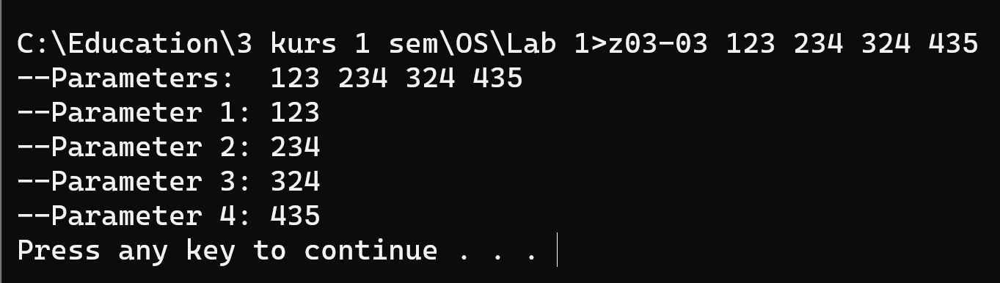 C:\Education\3 kurs 1 sem\OS\Lab 1>z03-03 123 234 324 435
--Parameters:  123 234 324 435
--Parameter 1: 123
--Parameter 2: 234
--Parameter 3: 324
--Parameter 4: 435
Press any key to continue . . .